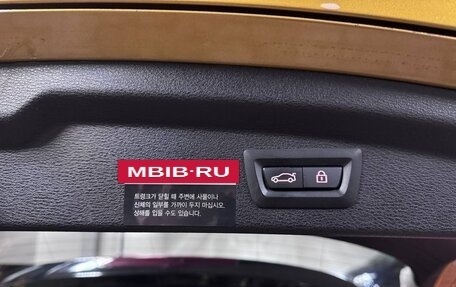 MBIB-RU
트렁크가 닫힐 때 주변에 사물이나
신체의 일부를 가까이 두지 마십시오.
상해를 입을 수도 있습니다.